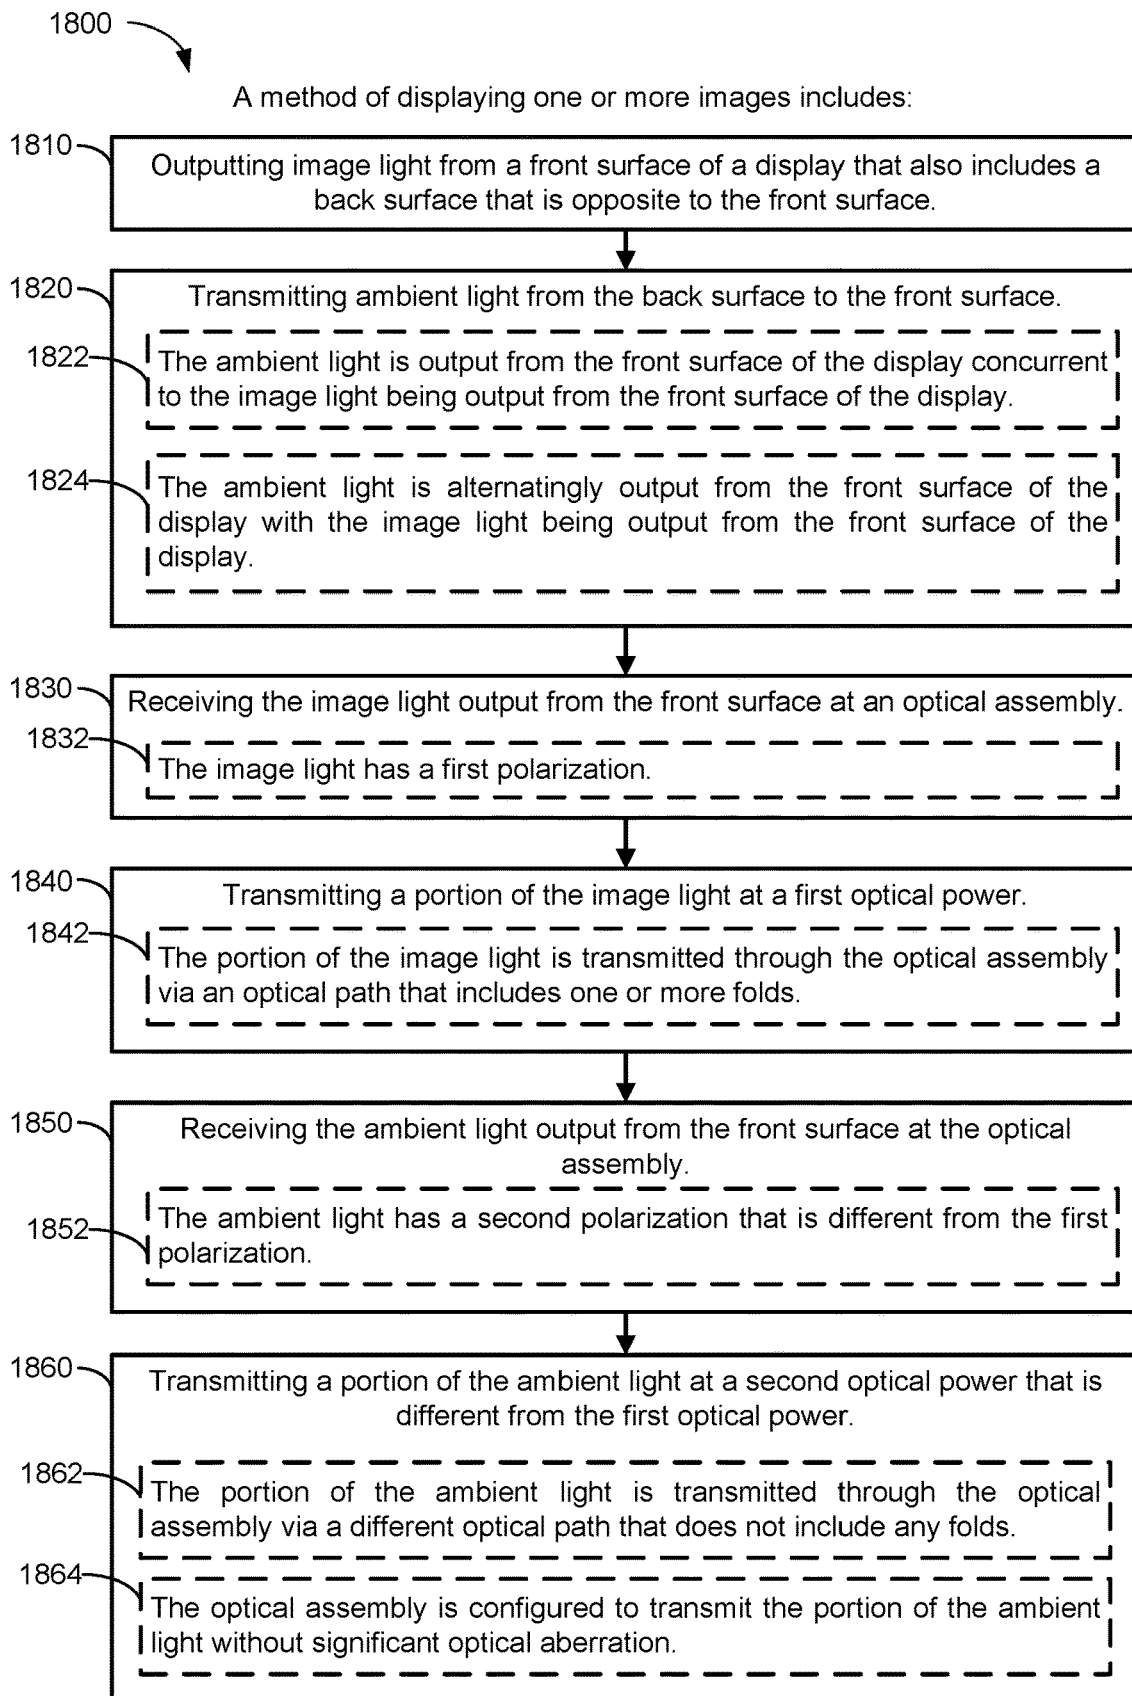 1800
A method of displaying one or more images includes:
1810
Outputting image light from a front surface of a display that also includes a
back surface that is opposite to the front surface.
1820
Transmitting ambient light from the back surface to the front surface.
1822
The ambient light is output from the front surface of the display concurrent
to the image light being output from the front surface of the display.
1824
The ambient light is alternatingly output from the front surface of the
display with the image light being output from the front surface of the
display.
1830
Receiving the image light output from the front surface at an optical assembly.
1832
The image light has a first polarization.
1840
Transmitting a portion of the image light at a first optical power.
1842
The portion of the image light is transmitted through the optical assembly
via an optical path that includes one or more folds.
1850
Receiving the ambient light output from the front surface at the optical
assembly.
1852
The ambient light has a second polarization that is different from the first
polarization.
1860
Transmitting a portion of the ambient light at a second optical power that is
different from the first optical power.
1862
The portion of the ambient light is transmitted through the optical
assembly via a different optical path that does not include any folds.
1864
The optical assembly is configured to transmit the portion of the ambient
light without significant optical aberration.